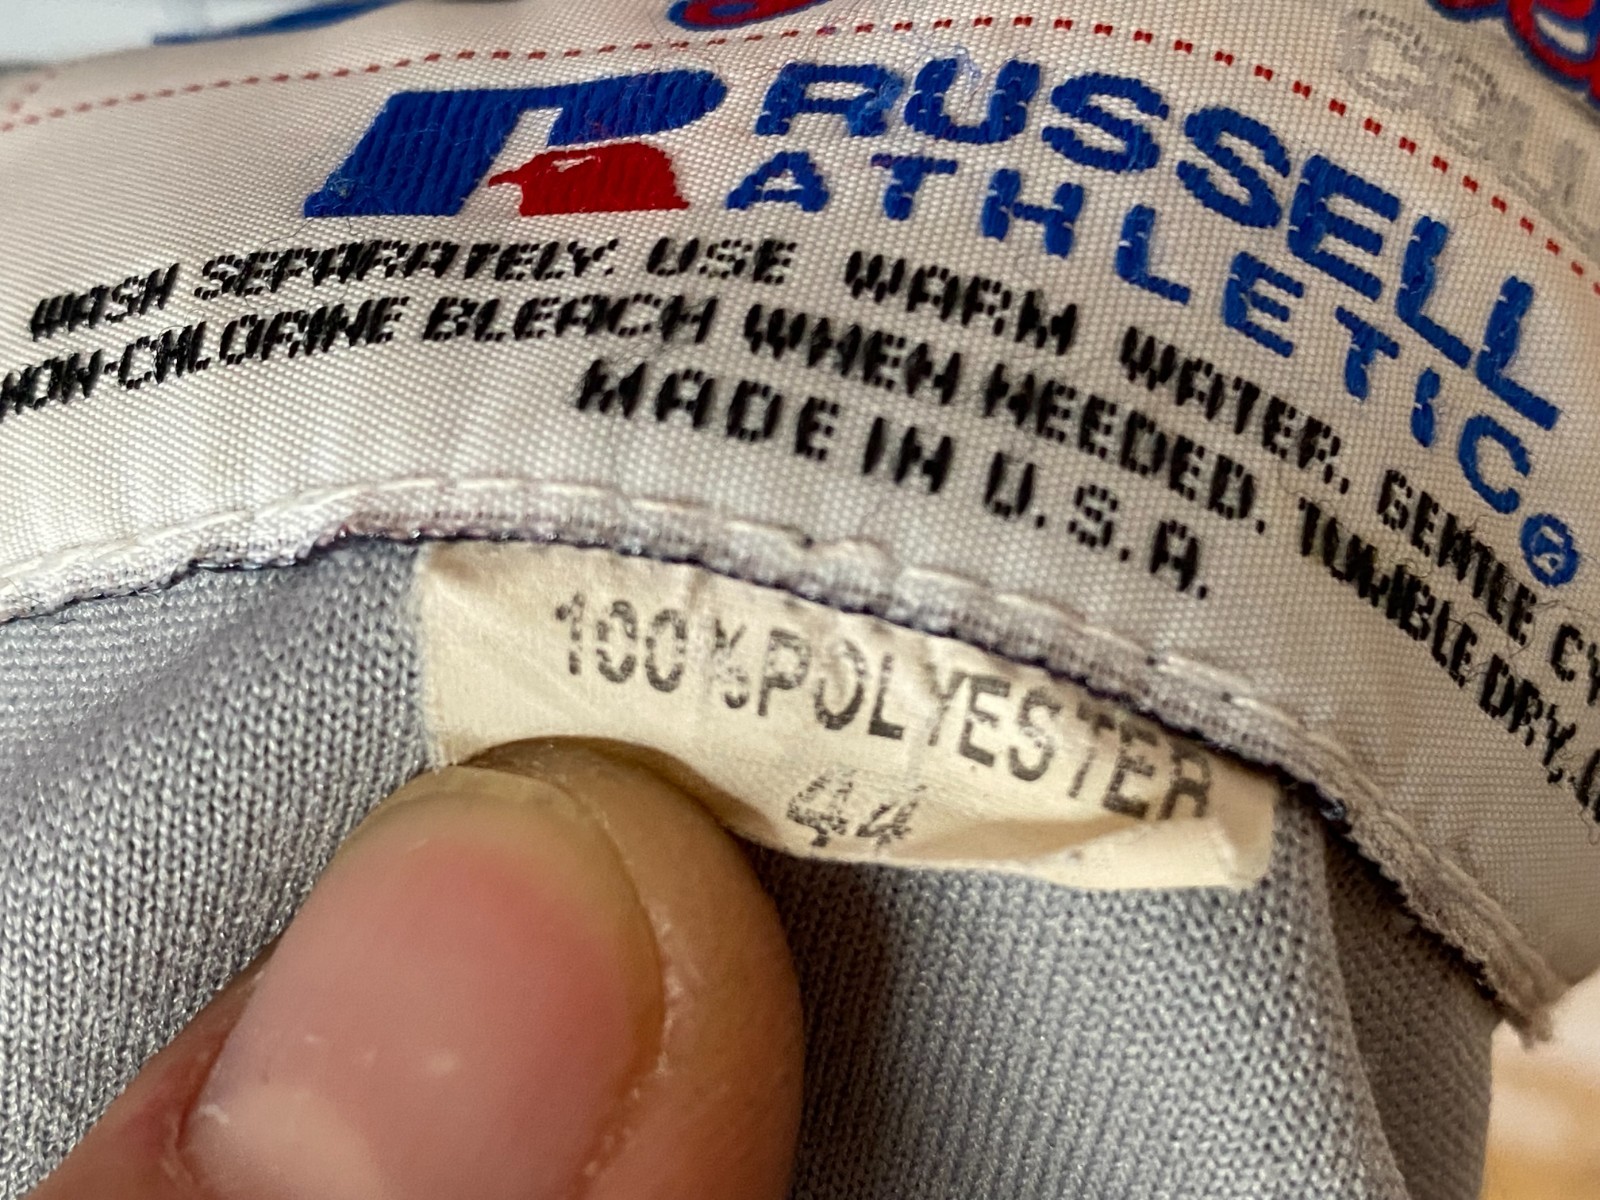 RUSSELL
ATHLETIC®
WASH SEPARATELY. USE WARM WATER. GENTLE
NON-CHLORINE BLEACH WHEN NEEDED. TUMBLE DRY,
MADE IN U.S.A.
100% POLYESTER
44